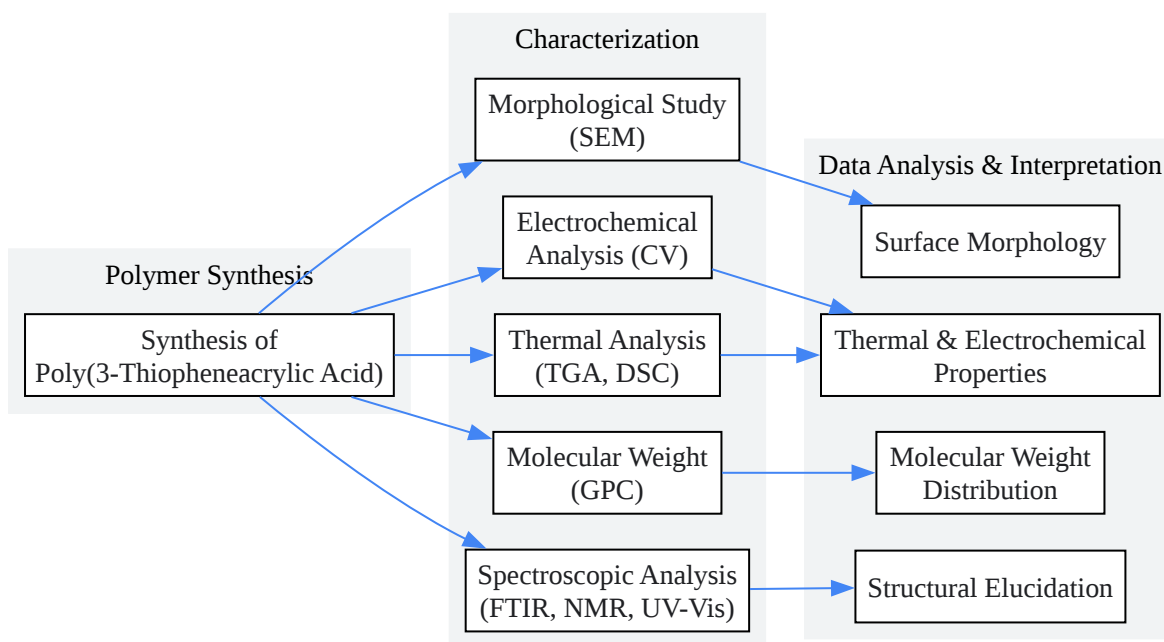 Polymer Synthesis
Synthesis of
Poly(3-Thiopheneacrylic Acid)
Characterization
Morphological Study
(SEM)
Electrochemical
Analysis (CV)
Thermal Analysis
(TGA, DSC)
Molecular Weight
(GPC)
Spectroscopic Analysis
(FTIR, NMR, UV-Vis)
Data Analysis & Interpretation
Surface Morphology
Thermal & Electrochemical
Properties
Molecular Weight
Distribution
Structural Elucidation